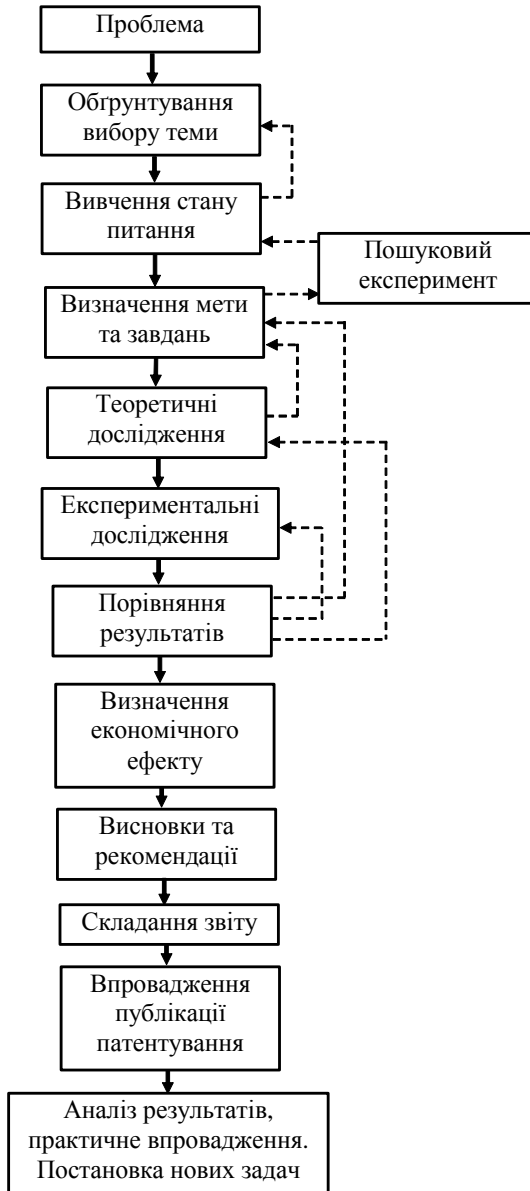 Проблема
Обґрунтування
вибору теми
Вивчення стану
питання
Пошуковий
експеримент
Визначення мети
та завдань
Теоретичні
дослідження
Експериментальні
дослідження
Порівняння
результатів
Визначення
економічного
ефекту
Висновки та
рекомендації
Складання звіту
Впровадження
публікації
патентування
Аналіз результатів,
практичне впровадження.
Постановка нових задач